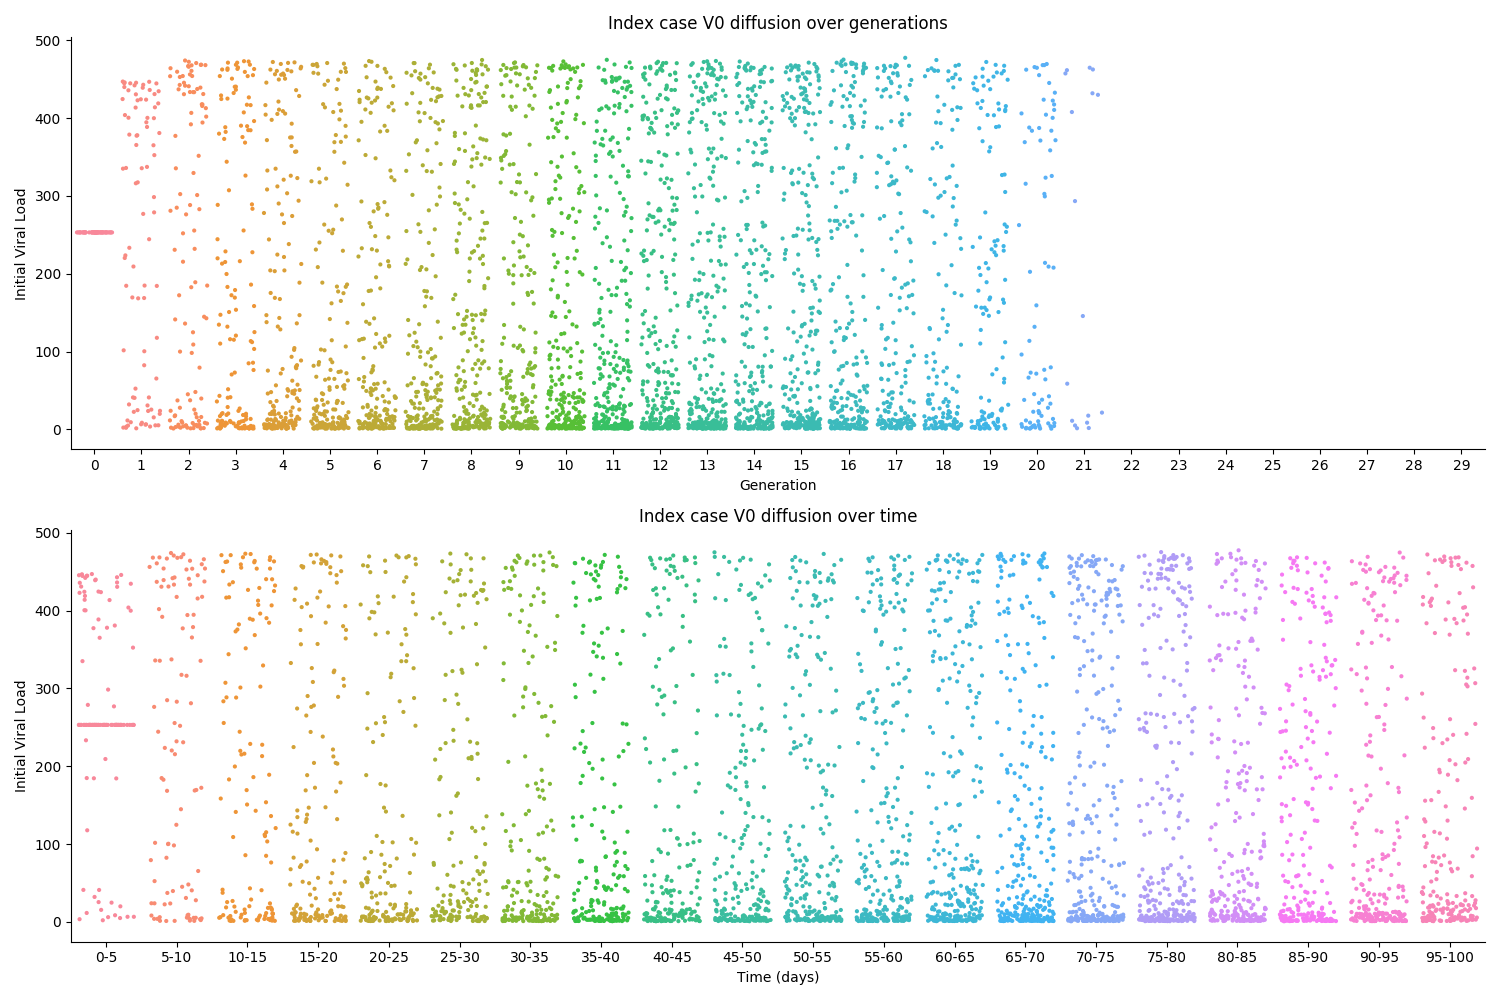 Index case V0 diffusion over generations
500
400
300
200
100
0
Initial Viral Load
0 1 2 3 4 5 6 7 8 9 10 11 12 13 14 15 16 17 18 19 20 21 22 23 24 25 26 27 28 29
Generation
Index case V0 diffusion over time
500
400
300
200
100
0
Initial Viral Load
0-5 5-10 10-15 15-20 20-25 25-30 30-35 35-40 40-45 45-50 50-55 55-60 60-65 65-70 70-75 75-80 80-85 85-90 90-95 95-100
Time (days)